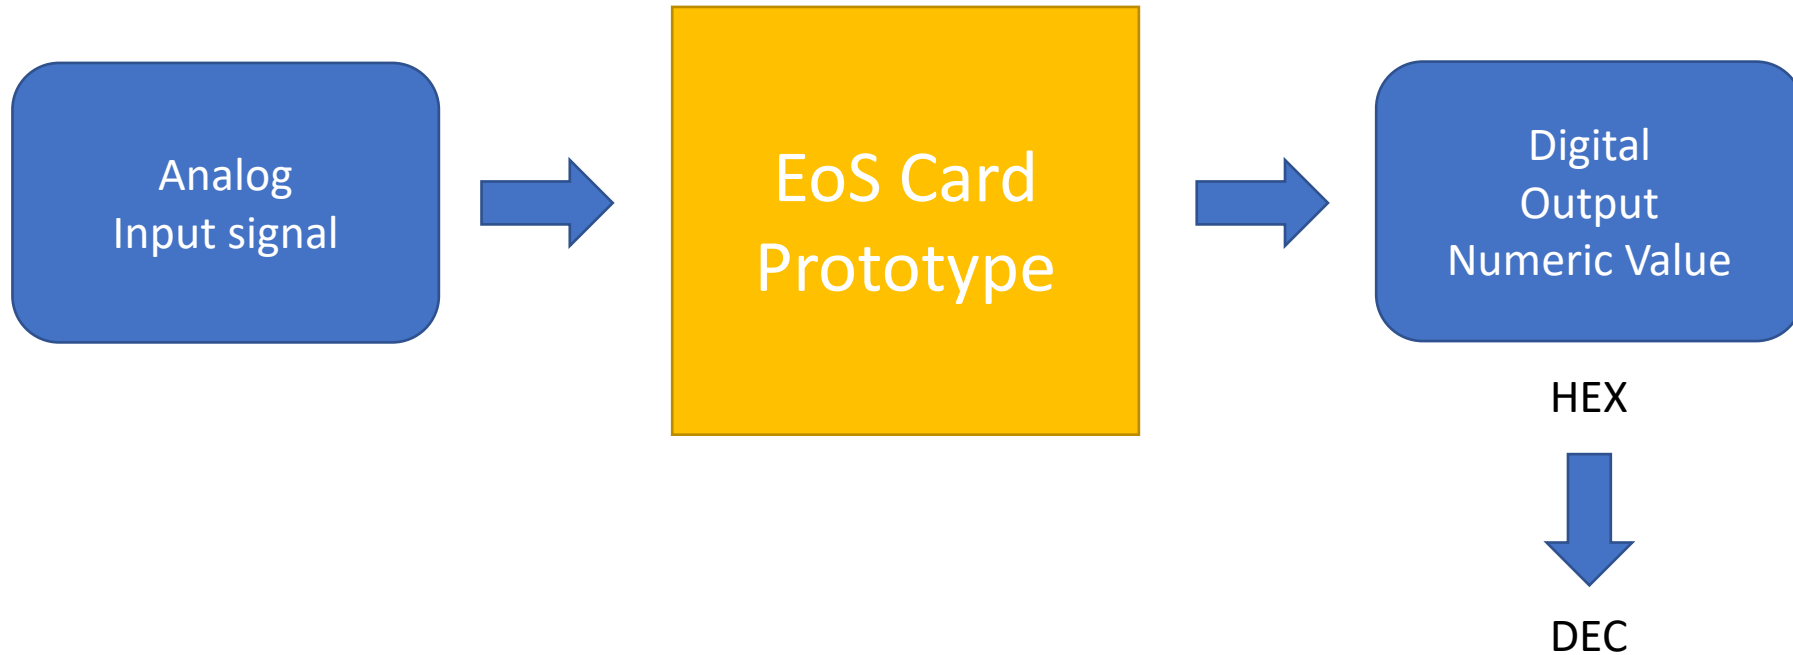 Analog
Input signal
EoS Card
Prototype
Digital
Output
Numeric Value
HEX
DEC